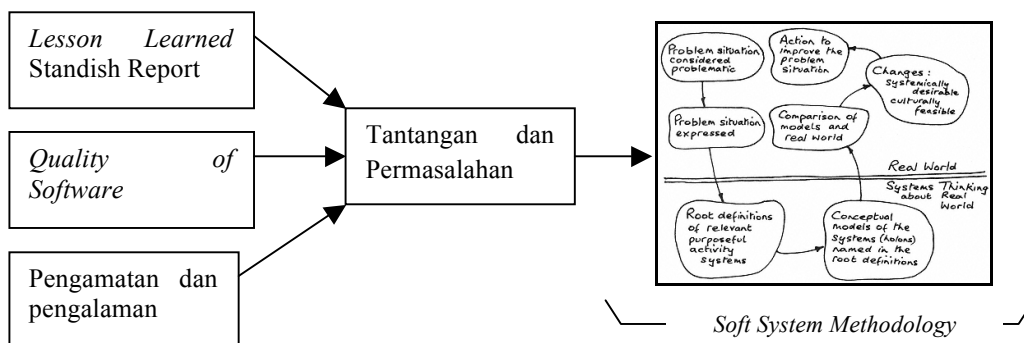 Lesson Learned
Standish Report
Quality of
Software
Pengamatan dan
pengalaman
Tantangan dan
Permasalahan
Problem situation
considered
problematic
Problem situation
expressed
Root definitions
of relevant
purposeful
activity
systems
Conceptual
models of the
systems (holons)
named in the
root definitions
Comparison of
models and
real world
Changes:
systemically
desirable
culturally
feasible
Action to
improve the
problem
situation
Real World
Systems Thinking
about Real
World
Soft System Methodology